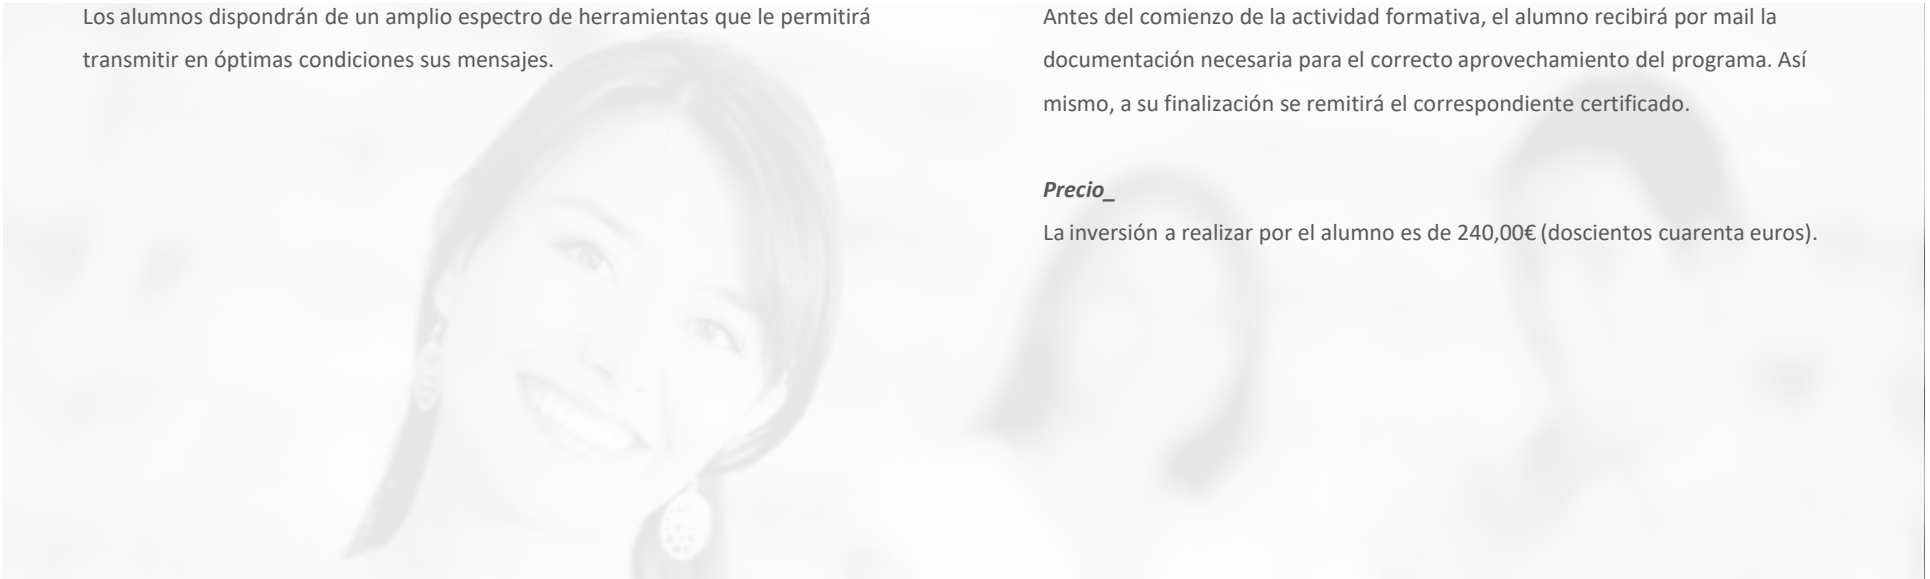 Los alumnos dispondrán de un amplio espectro de herramientas que le permitirá
transmitir en óptimas condiciones sus mensajes.
Antes del comienzo de la actividad formativa, el alumno recibirá por mail la
documentación necesaria para el correcto aprovechamiento del programa. Así
mismo, a su finalización se remitirá el correspondiente certificado.
Precio_
La inversión a realizar por el alumno es de 240,00€ (doscientos cuarenta euros).